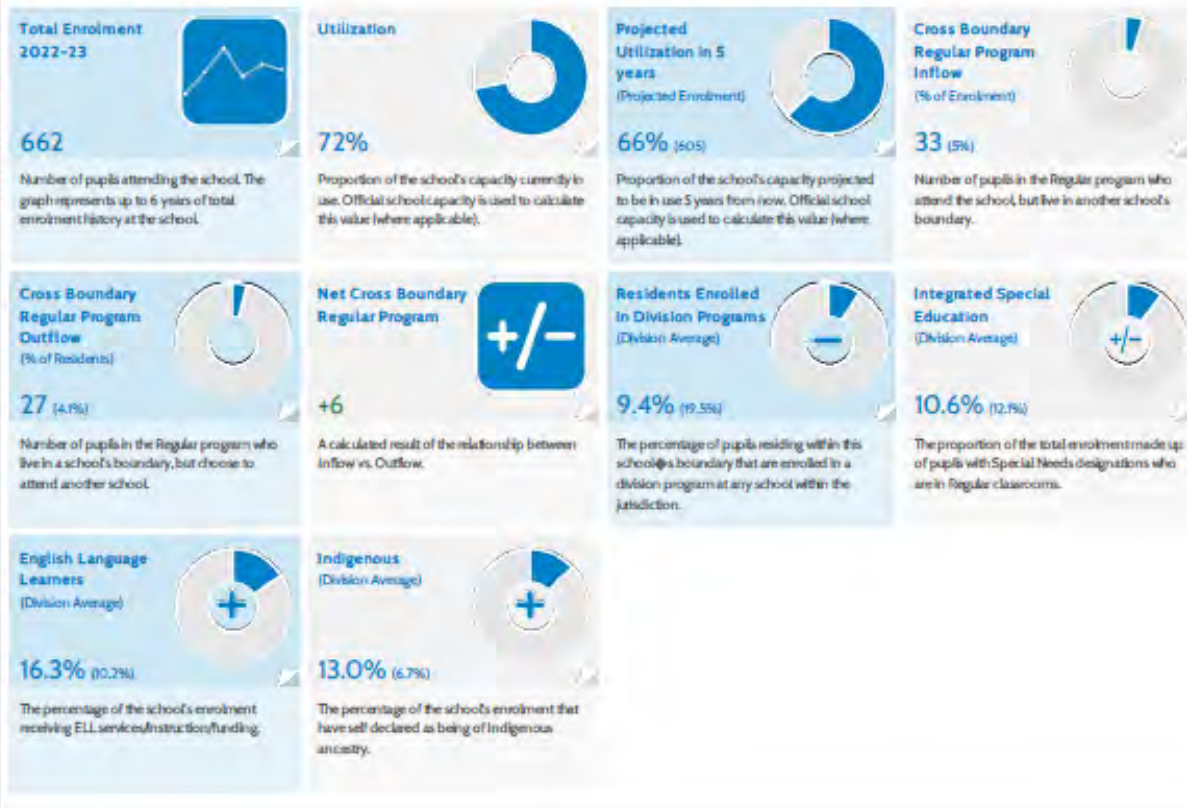 Total Enrolment
2022-23
662
Number of pupils attending the school. The
graph represents up to 6 years of total
enrolment history at the school.
Utilization
72%
Proportion of the school's capacity currently in
use. Official school capacity is used to calculate
this value (where applicable).
Projected
Utilization in 5
years
(Projected Enrolment)
66% (605)
Proportion of the school's capacity projected
to be in use 5 years from now. Official school
capacity is used to calculate this value (where
applicable).
Cross Boundary
Regular Program
Inflow
(% of Enrolment)
33 (5%)
Number of pupils in the Regular program who
attend the school, but live in another school's
boundary.
Cross Boundary
Regular Program
Outflow
(% of Residents)
27 (4.1%)
Number of pupils in the Regular program who
live in a school's boundary, but choose to
attend another school.
Net Cross Boundary
Regular Program
+/-
+6
A calculated result of the relationship between
Inflow vs. Outflow.
Residents Enrolled
In Division Programs
(Division Average)
−
9.4% (19.5%)
The percentage of pupils residing within this
school�s boundary that are enrolled in a
division program at any school within the
jurisdiction.
Integrated Special
Education
(Division Average)
+/-
10.6% (12.1%)
The proportion of the total enrolment made up
of pupils with Special Needs designations who
are in Regular classrooms.
English Language
Learners
(Division Average)
+
16.3% (10.2%)
The percentage of the school's enrolment
receiving ELL services/instruction/funding.
Indigenous
(Division Average)
+
13.0% (6.7%)
The percentage of the school's enrolment that
have self declared as being of Indigenous
ancestry.